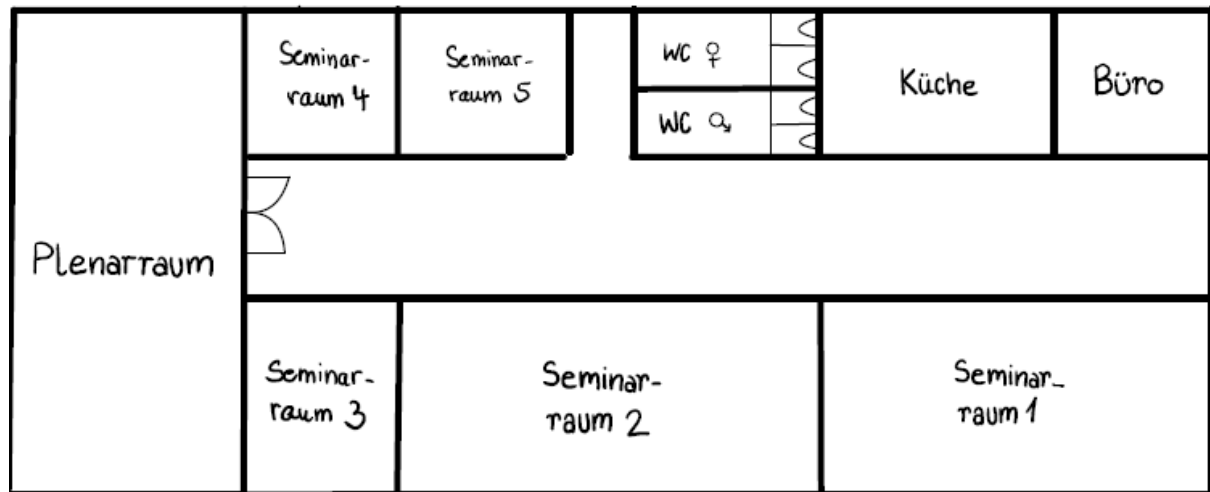 Seminar-
raum 4
Seminar-
raum 5
WC ♀
WC ♂
Küche
Büro
Plenarraum
Seminar-
raum 3
Seminar-
raum 2
Seminar-
raum 1